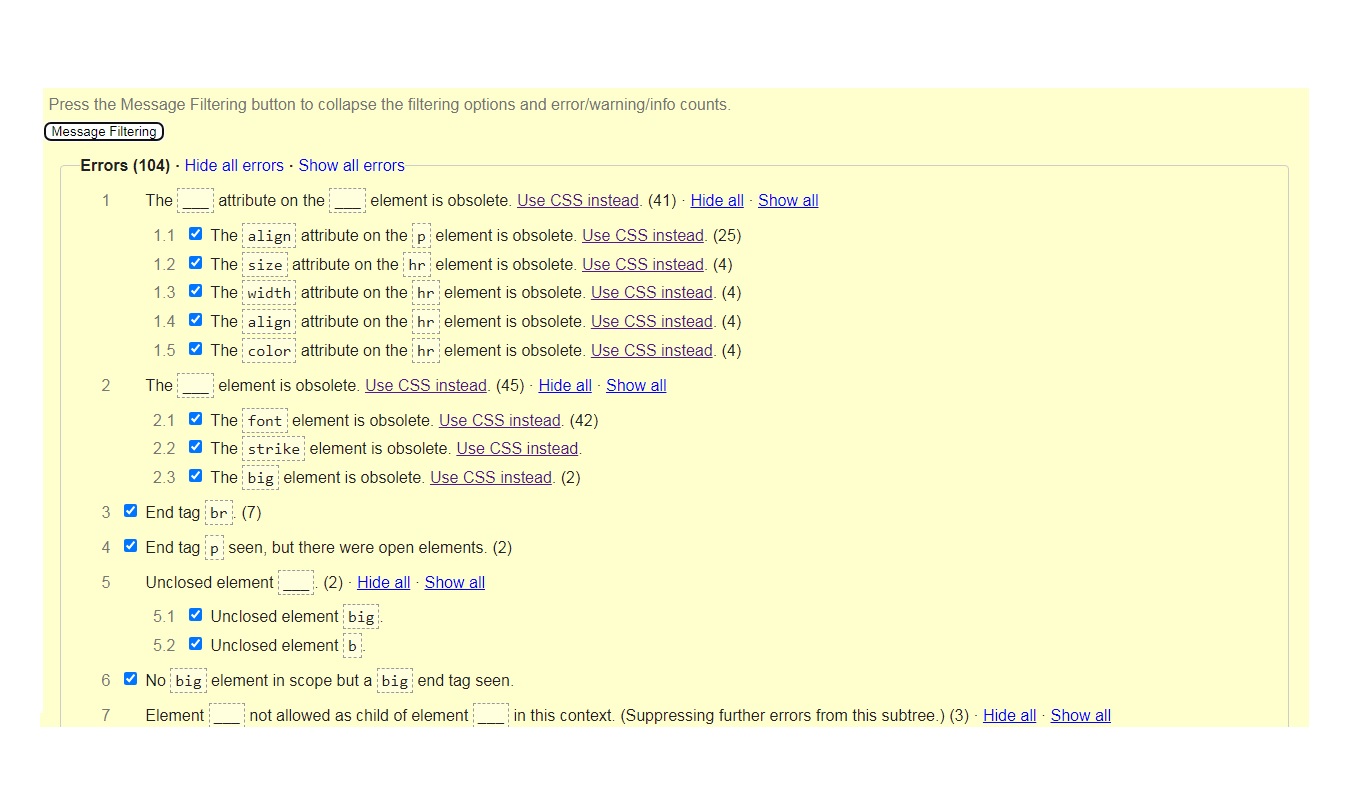 Press the Message Filtering button to collapse the filtering options and error/warning/info counts.
Message Filtering
Errors (104) · Hide all errors · Show all errors
1 The ___ attribute on the ___ element is obsolete. Use CSS instead. (41) · Hide all · Show all
1.1 The align attribute on the p element is obsolete. Use CSS instead. (25)
1.2 The size attribute on the hr element is obsolete. Use CSS instead. (4)
1.3 The width attribute on the hr element is obsolete. Use CSS instead. (4)
1.4 The align attribute on the hr element is obsolete. Use CSS instead. (4)
1.5 The color attribute on the hr element is obsolete. Use CSS instead. (4)
2 The ___ element is obsolete. Use CSS instead. (45) · Hide all · Show all
2.1 The font element is obsolete. Use CSS instead. (42)
2.2 The strike element is obsolete. Use CSS instead.
2.3 The big element is obsolete. Use CSS instead. (2)
3 End tag br. (7)
4 End tag p seen, but there were open elements. (2)
5 Unclosed element ___. (2) · Hide all · Show all
5.1 Unclosed element big.
5.2 Unclosed element b.
6 No big element in scope but a big end tag seen.
7 Element ___ not allowed as child of element ___ in this context. (Suppressing further errors from this subtree.) (3) · Hide all · Show all